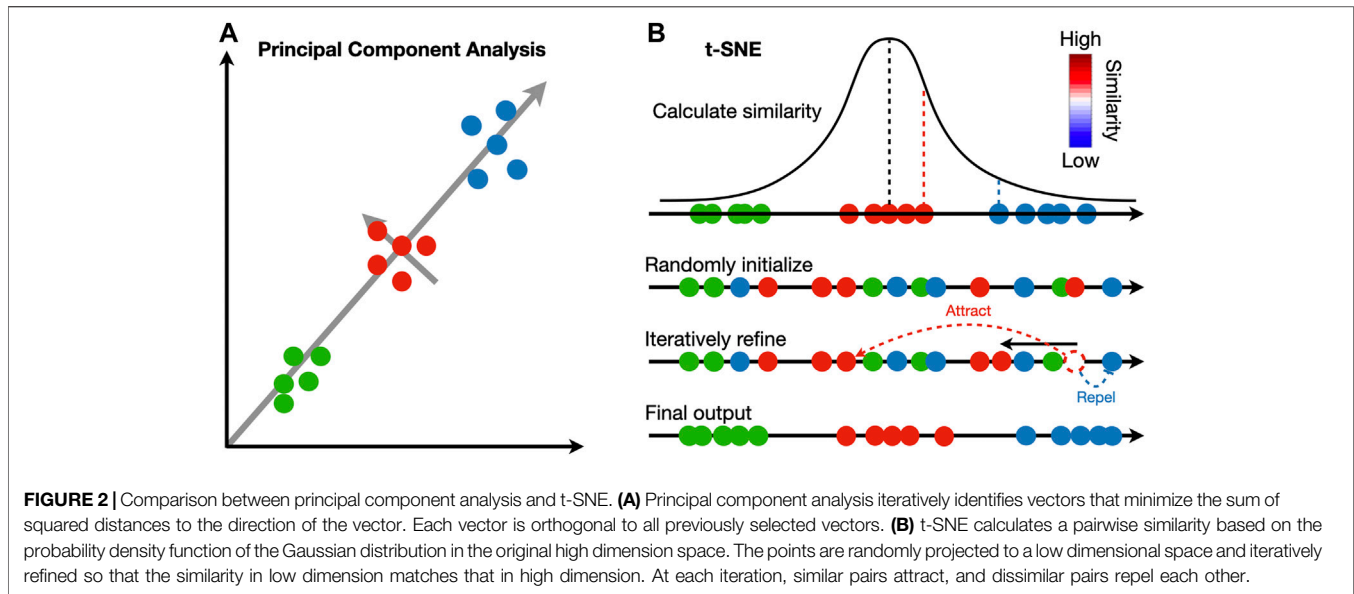 A
Principal Component Analysis
B
t-SNE
Calculate similarity
High
Similarity
Low
Randomly initialize
Attract
Iteratively refine
Repel
Final output
FIGURE 2 | Comparison between principal component analysis and t-SNE. (A) Principal component analysis iteratively identifies vectors that minimize the sum of
squared distances to the direction of the vector. Each vector is orthogonal to all previously selected vectors. (B) t-SNE calculates a pairwise similarity based on the
probability density function of the Gaussian distribution in the original high dimension space. The points are randomly projected to a low dimensional space and iteratively
refined so that the similarity in low dimension matches that in high dimension. At each iteration, similar pairs attract, and dissimilar pairs repel each other.